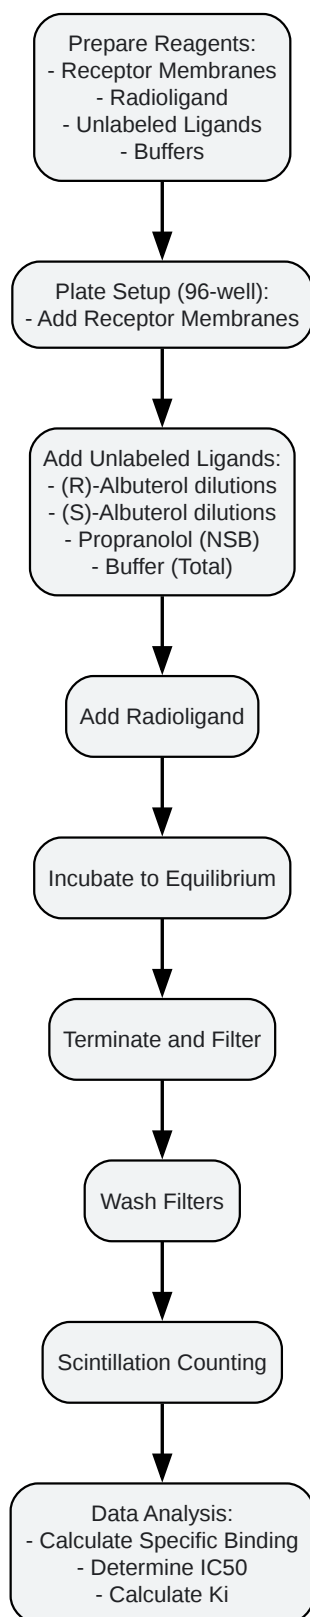 Prepare Reagents:
- Receptor Membranes
- Radioligand
- Unlabeled Ligands
- Buffers
Plate Setup (96-well):
- Add Receptor Membranes
Add Unlabeled Ligands:
- (R)-Albuterol dilutions
- (S)-Albuterol dilutions
- Propranolol (NSB)
- Buffer (Total)
Add Radioligand
Incubate to Equilibrium
Terminate and Filter
Wash Filters
Scintillation Counting
Data Analysis:
- Calculate Specific Binding
- Determine IC50
- Calculate Ki